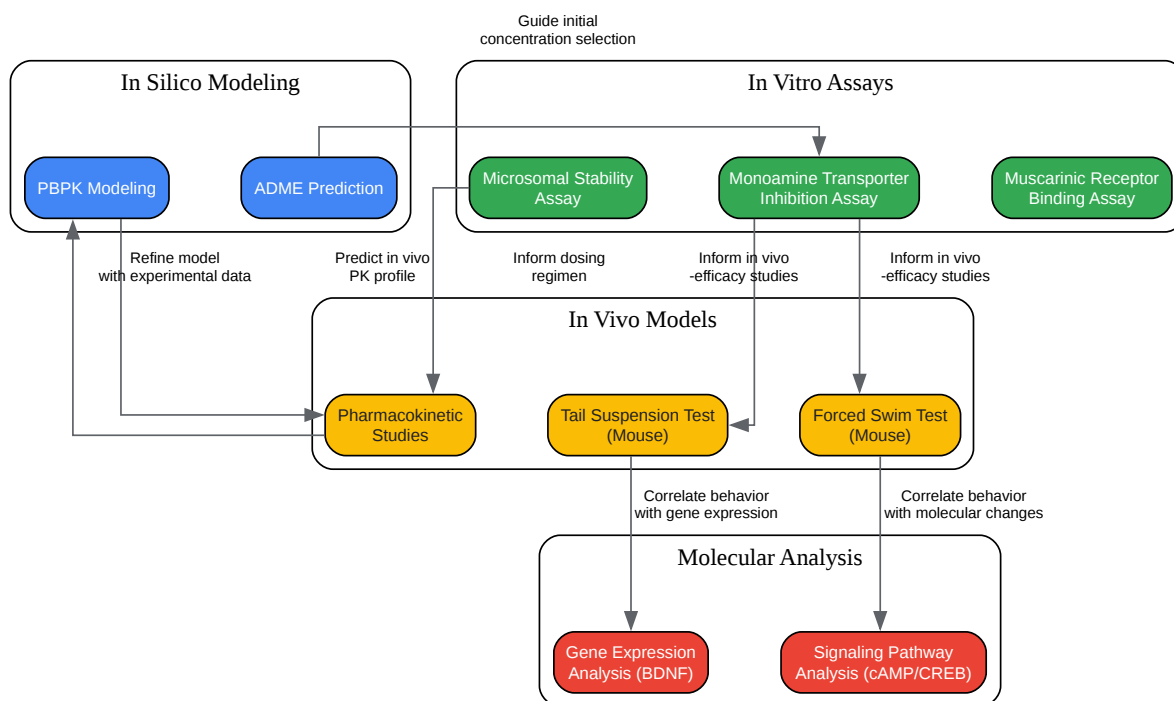 Guide initial
concentration selection
In Silico Modeling
In Vitro Assays
PBPK Modeling
ADME Prediction
Microsomal Stability
Assay
Monoamine Transporter
Inhibition Assay
Muscarinic Receptor
Binding Assay
Refine model
with experimental data
Predict in vivo
PK profile
Inform dosing
regimen
Inform in vivo
-efficacy studies
Inform in vivo
-efficacy studies
In Vivo Models
Pharmacokinetic
Studies
Tail Suspension Test
(Mouse)
Forced Swim Test
(Mouse)
Correlate behavior
with gene expression
Correlate behavior
with molecular changes
Molecular Analysis
Gene Expression
Analysis (BDNF)
Signaling Pathway
Analysis (cAMP/CREB)